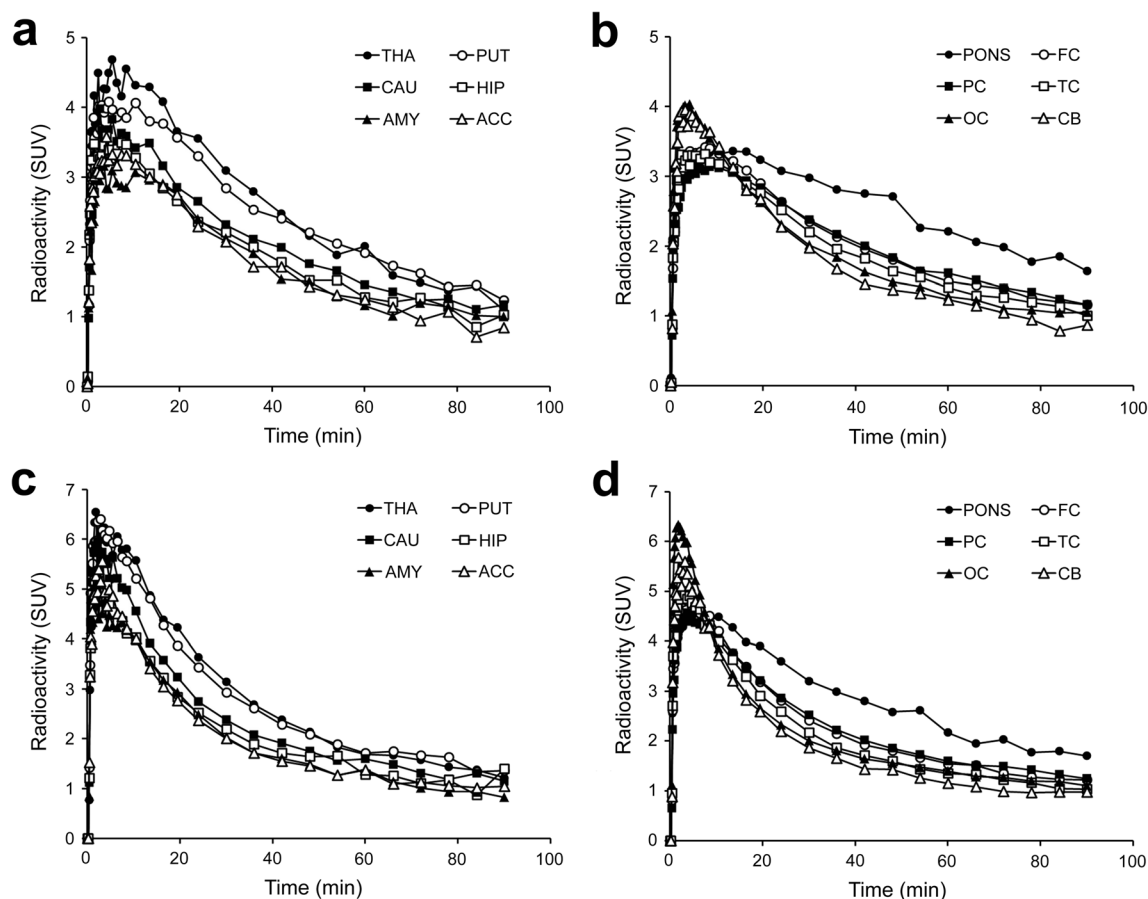 a
5
4
3
2
1
0
0 20 40 60 80 100
Radioactivity (SUV)
Time (min)
THA PUT
CAU HIP
AMY ACC
b
5
4
3
2
1
0
0 20 40 60 80 100
Radioactivity (SUV)
Time (min)
PONS FC
PC TC
OC CB
c
7
6
5
4
3
2
1
0
0 20 40 60 80 100
Radioactivity (SUV)
Time (min)
THA PUT
CAU HIP
AMY ACC
d
7
6
5
4
3
2
1
0
0 20 40 60 80 100
Radioactivity (SUV)
Time (min)
PONS FC
PC TC
OC CB